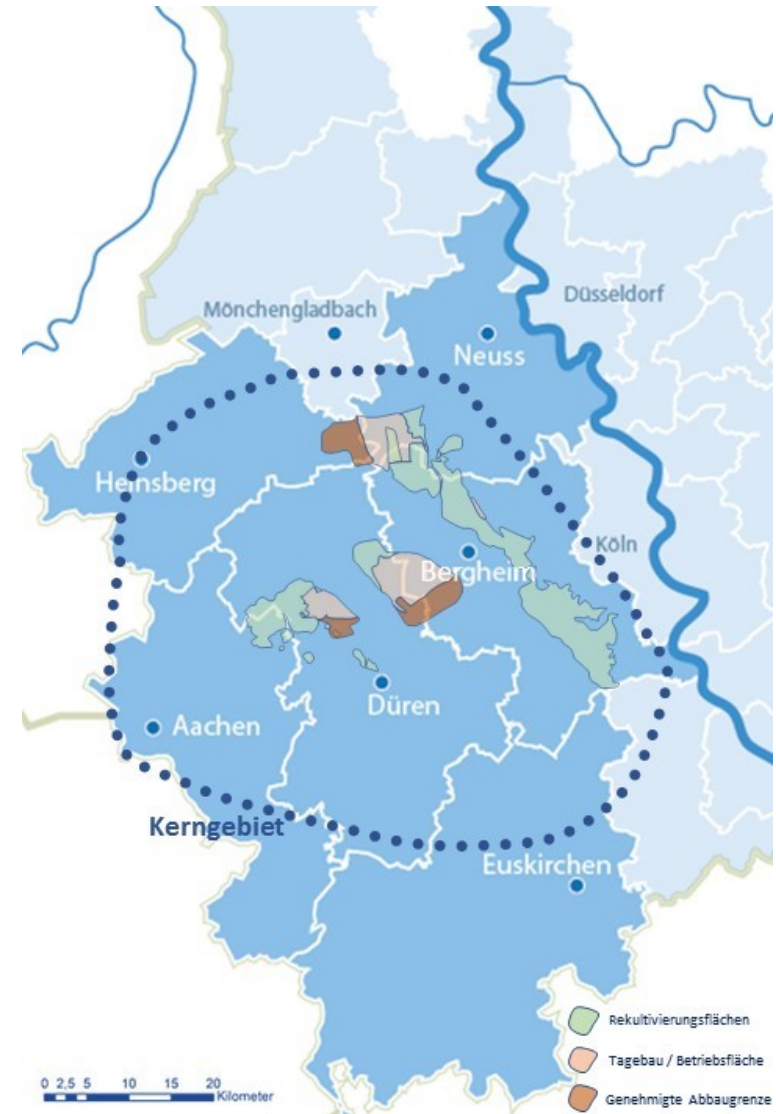 Mönchengladbach
Düsseldorf
Neuss
Heinsberg
Köln
Bergheim
Düren
Aachen
Kerngebiet
Euskirchen
Rekultivierungsflächen
Tagebau / Betriebsfläche
Genehmigte Abbaugrenze
0 2,5 5 10 15 20
Kilometer